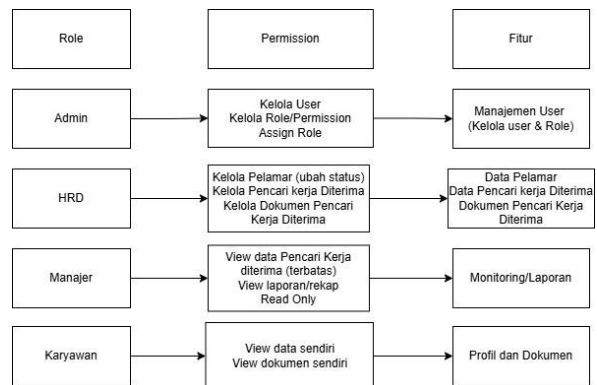 Role
Permission
Fitur
Admin
Kelola User
Kelola Role/Permission
Assign Role
Manajemen User
(Kelola user & Role)
HRD
Kelola Pelamar (ubah status)
Kelola Pencari kerja Diterima
Kelola Dokumen Pencari
Kerja Diterima
Data Pelamar
Data Pencari kerja Diterima
Dokumen Pencari Kerja
Diterima
Manajer
View data Pencari Kerja
diterima (terbatas)
View laporan/rekap
Read Only
Monitoring/Laporan
Karyawan
View data sendiri
View dokumen sendiri
Profil dan Dokumen